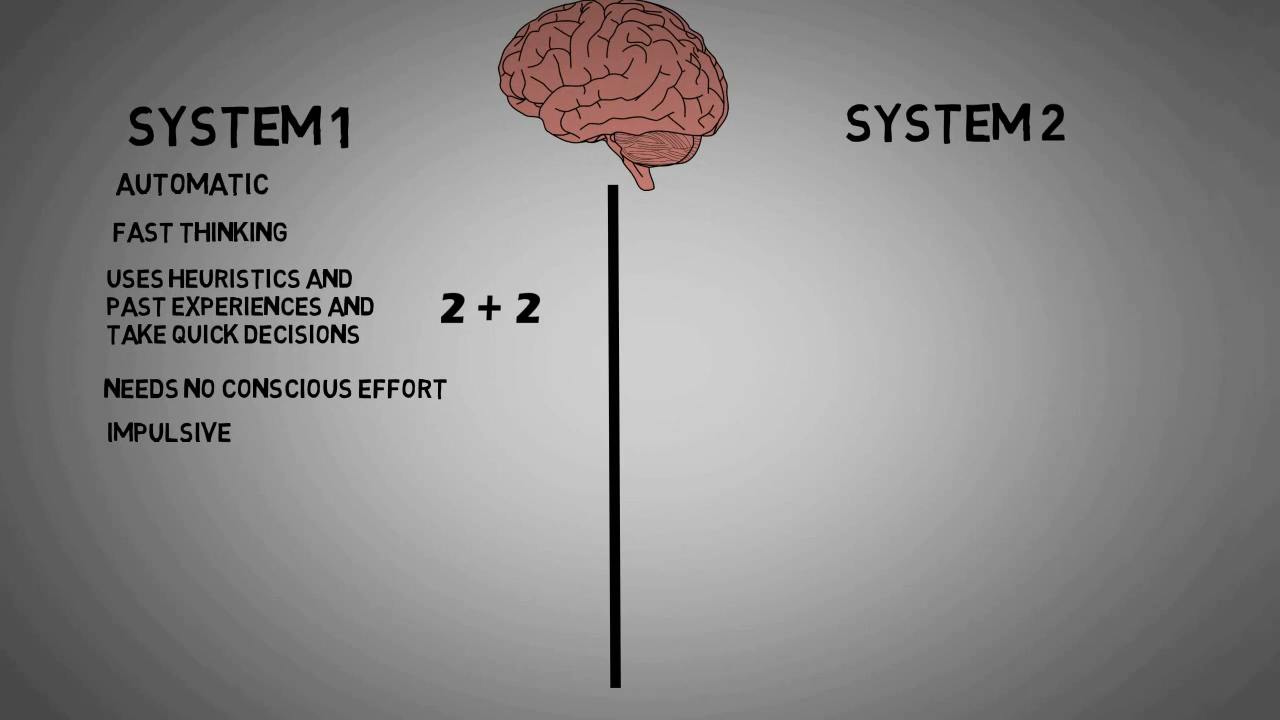 SYSTEM 1
AUTOMATIC
FAST THINKING
USES HEURISTICS AND
PAST EXPERIENCES AND
TAKE QUICK DECISIONS
2 + 2
NEEDS NO CONSCIOUS EFFORT
IMPULSIVE
SYSTEM 2